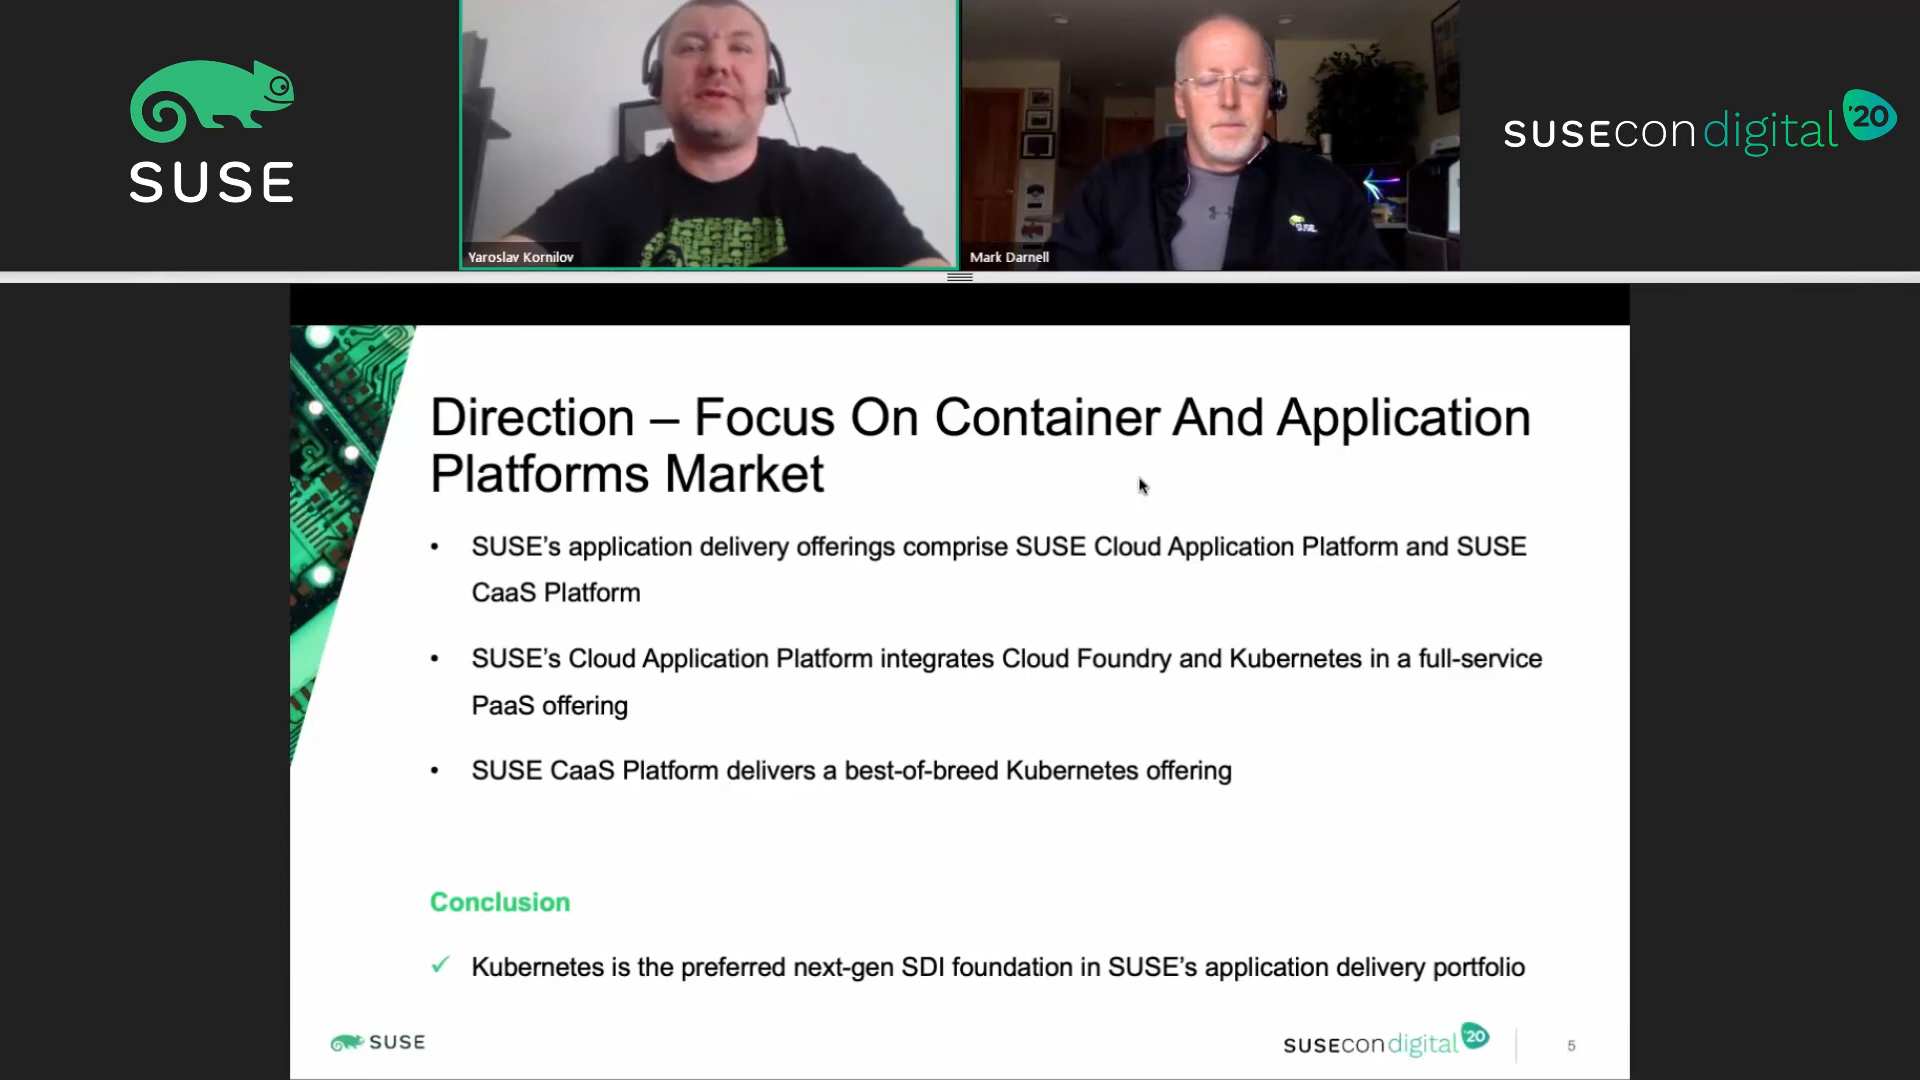 SUSE
Yaroslav Kornilov
SUSE.
Mark Darnell
SUSEcon digital '20
Direction – Focus On Container And Application
Platforms Market
• SUSE's application delivery offerings comprise SUSE Cloud Application Platform and SUSE
CaaS Platform
• SUSE's Cloud Application Platform integrates Cloud Foundry and Kubernetes in a full-service
PaaS offering
• SUSE CaaS Platform delivers a best-of-breed Kubernetes offering
Conclusion
✓ Kubernetes is the preferred next-gen SDI foundation in SUSE's application delivery portfolio
SUSE
SUSEcon digital '20
5